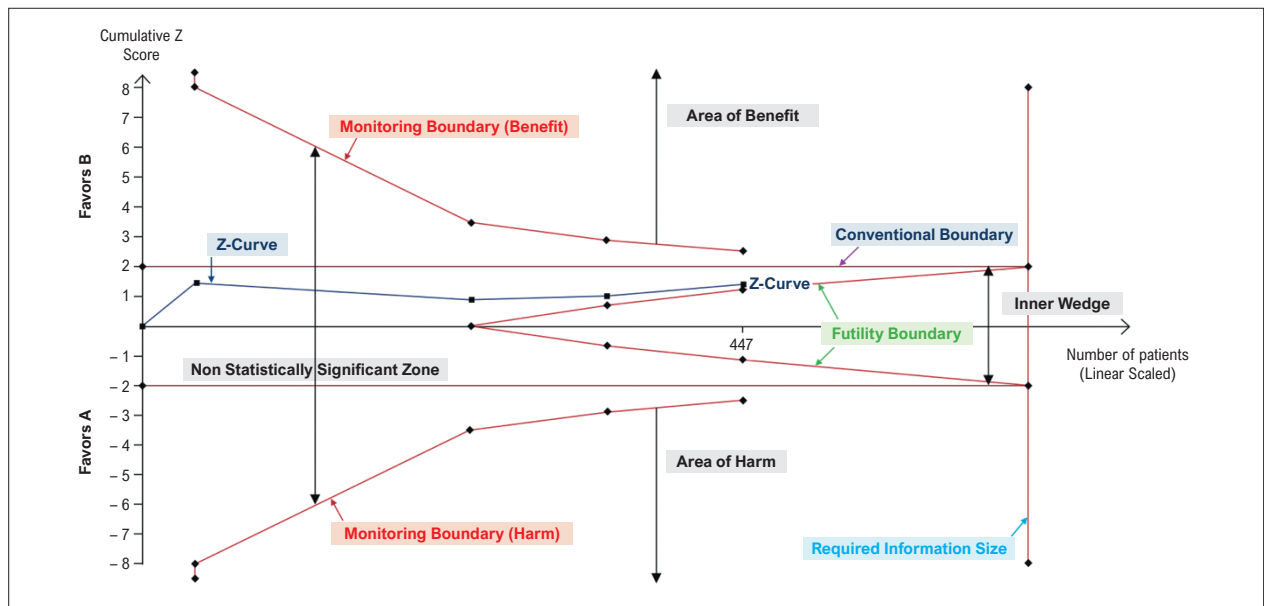 Cumulative Z
Score
8
7
6
5
4
3
2
1
– 1
– 2
– 3
– 4
– 5
– 6
– 7
– 8
Favors B
Favors A
Monitoring Boundary (Benefit)
Area of Benefit
Z-Curve
Conventional Boundary
Z-Curve
Inner Wedge
Futility Boundary
447
Number of patients
(Linear Scaled)
Non Statistically Significant Zone
Area of Harm
Monitoring Boundary (Harm)
Required Information Size